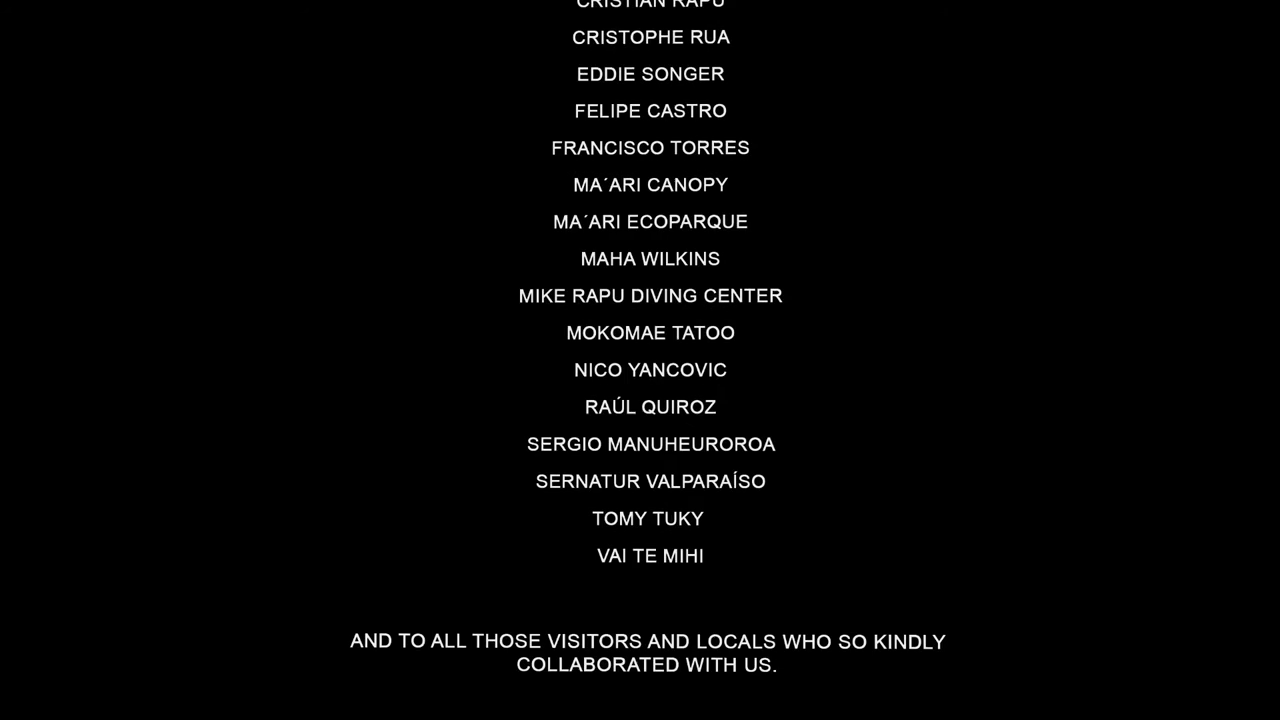 CRISTIAN RAPU
CRISTOPHE RUA
EDDIE SONGER
FELIPE CASTRO
FRANCISCO TORRES
MA´ARI CANOPY
MA´ARI ECOPARQUE
MAHA WILKINS
MIKE RAPU DIVING CENTER
MOKOMAE TATOO
NICO YANCOVIC
RAÚL QUIROZ
SERGIO MANUHEUROROA
SERNATUR VALPARAÍSO
TOMY TUKY
VAI TE MIHI
AND TO ALL THOSE VISITORS AND LOCALS WHO SO KINDLY
COLLABORATED WITH US.